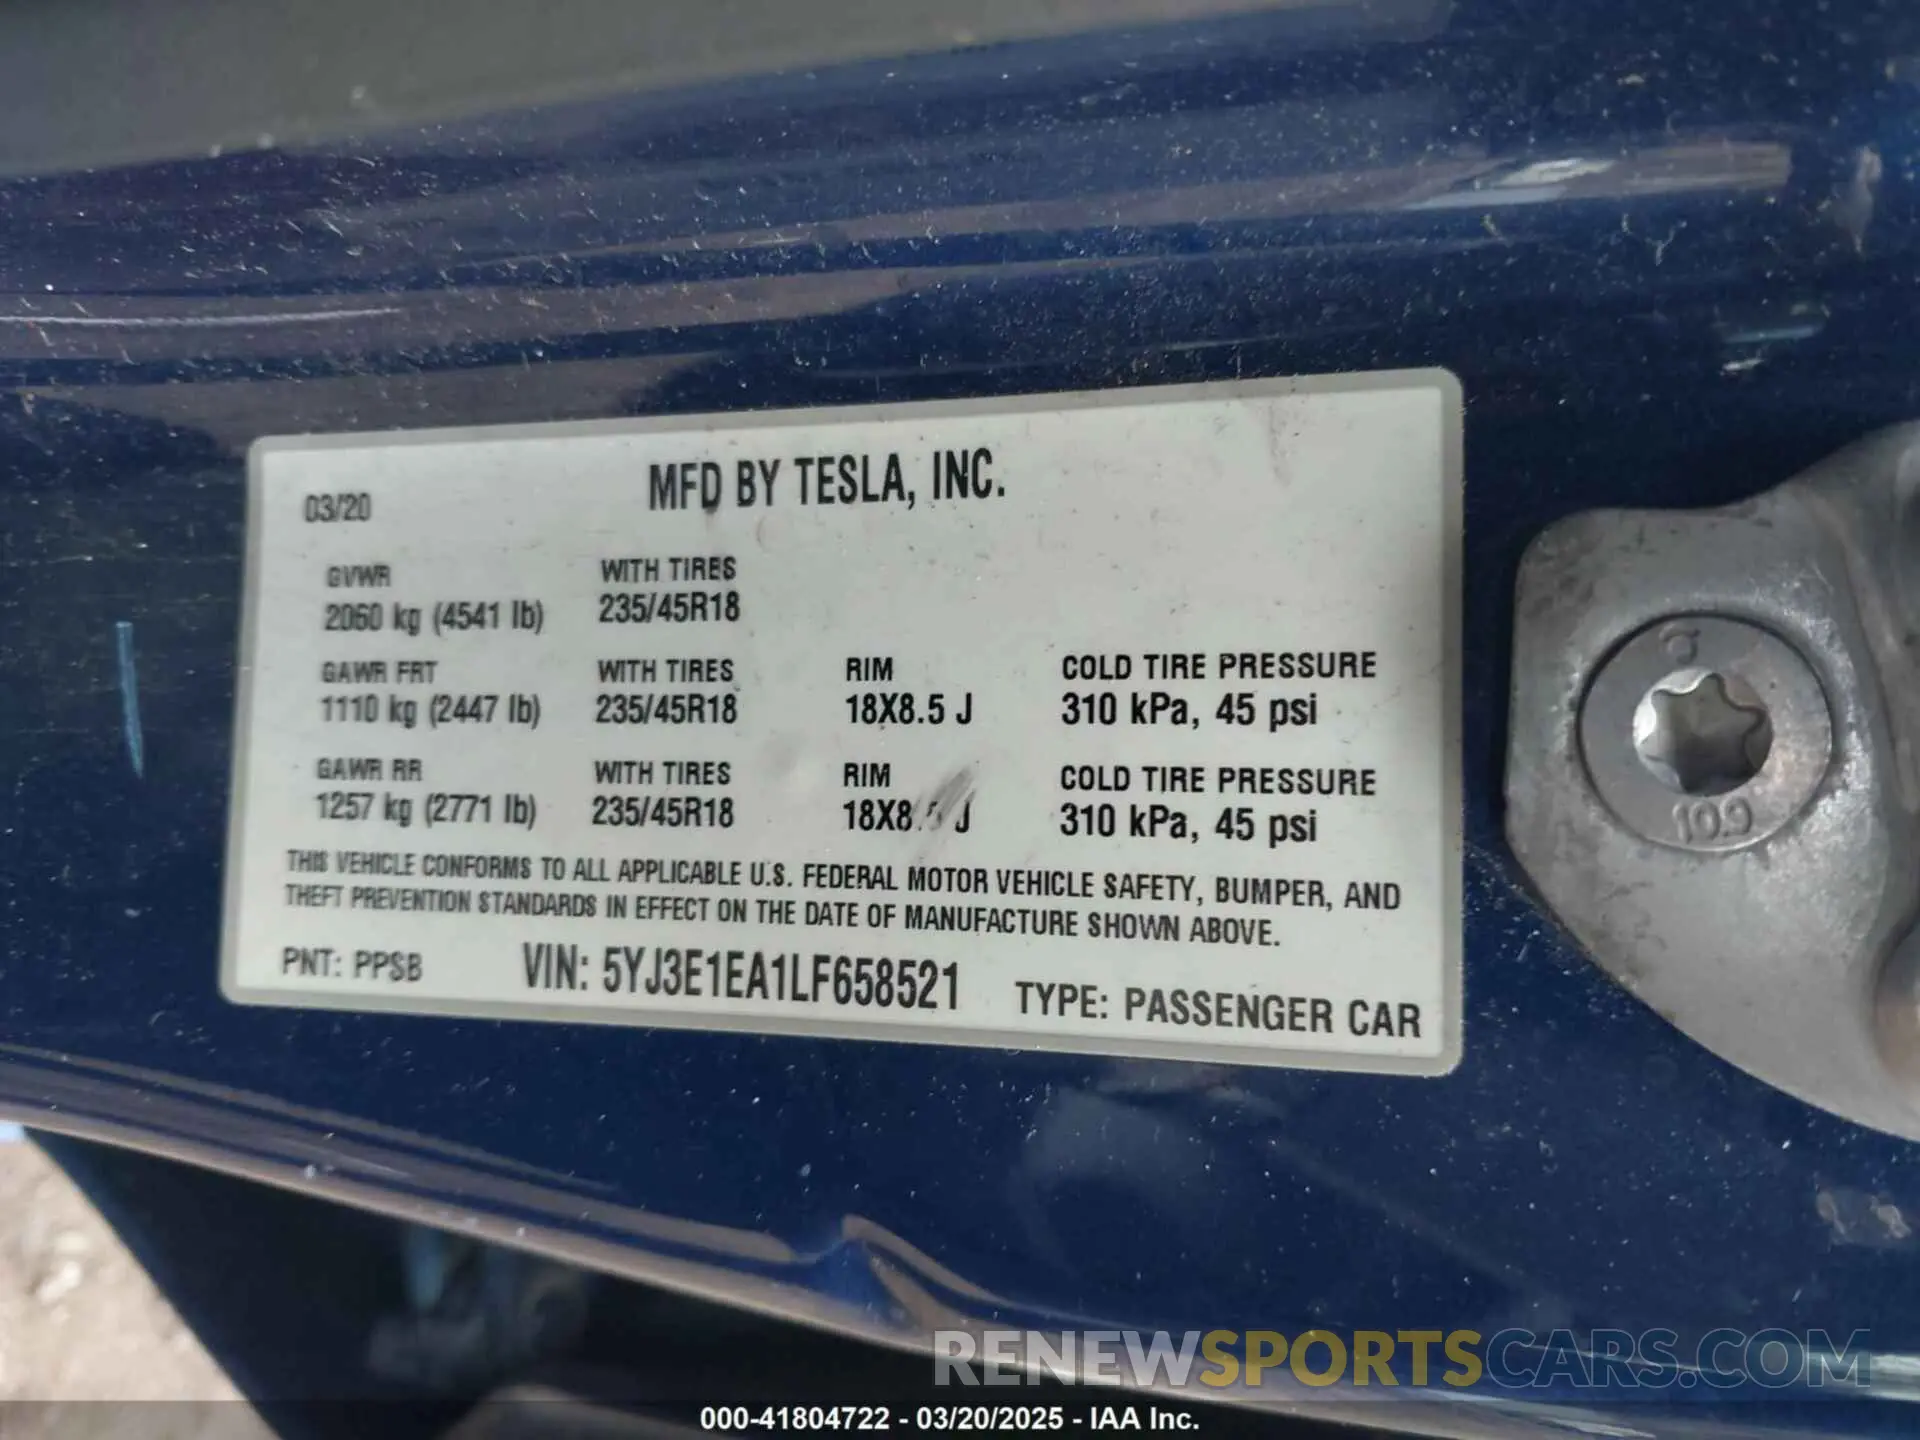 03/20 MFD BY TESLA, INC.
GVWR WITH TIRES
2060 kg (4541 lb) 235/45R18
GAWR FRT WITH TIRES RIM COLD TIRE PRESSURE
1110 kg (2447 lb) 235/45R18 18X8.5 J 310 kPa, 45 psi
GAWR RR WITH TIRES RIM COLD TIRE PRESSURE
1257 kg (2771 lb) 235/45R18 18X8.5 J 310 kPa, 45 psi
THIS VEHICLE CONFORMS TO ALL APPLICABLE U.S. FEDERAL MOTOR VEHICLE SAFETY, BUMPER, AND
THEFT PREVENTION STANDARDS IN EFFECT ON THE DATE OF MANUFACTURE SHOWN ABOVE.
PNT: PPSB VIN: 5YJ3E1EA1LF658521 TYPE: PASSENGER CAR
10.9
RENEWSPORTSCARS.COM
000-41804722 - 03/20/2025 - IAA Inc.